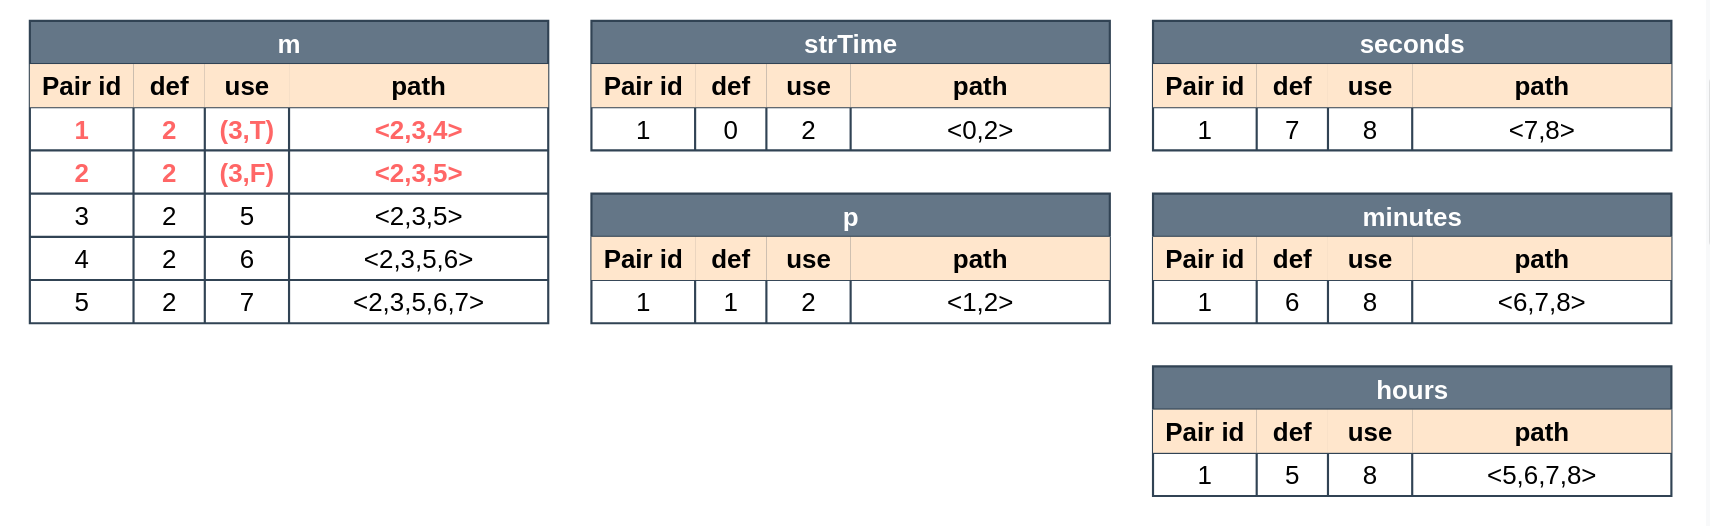 m
Pair id def use path
1 2 (3,T) <2,3,4>
2 2 (3,F) <2,3,5>
3 2 5 <2,3,5>
4 2 6 <2,3,5,6>
5 2 7 <2,3,5,6,7>
strTime
Pair id def use path
1 0 2 <0,2>
p
Pair id def use path
1 1 2 <1,2>
seconds
Pair id def use path
1 7 8 <7,8>
minutes
Pair id def use path
1 6 8 <6,7,8>
hours
Pair id def use path
1 5 8 <5,6,7,8>